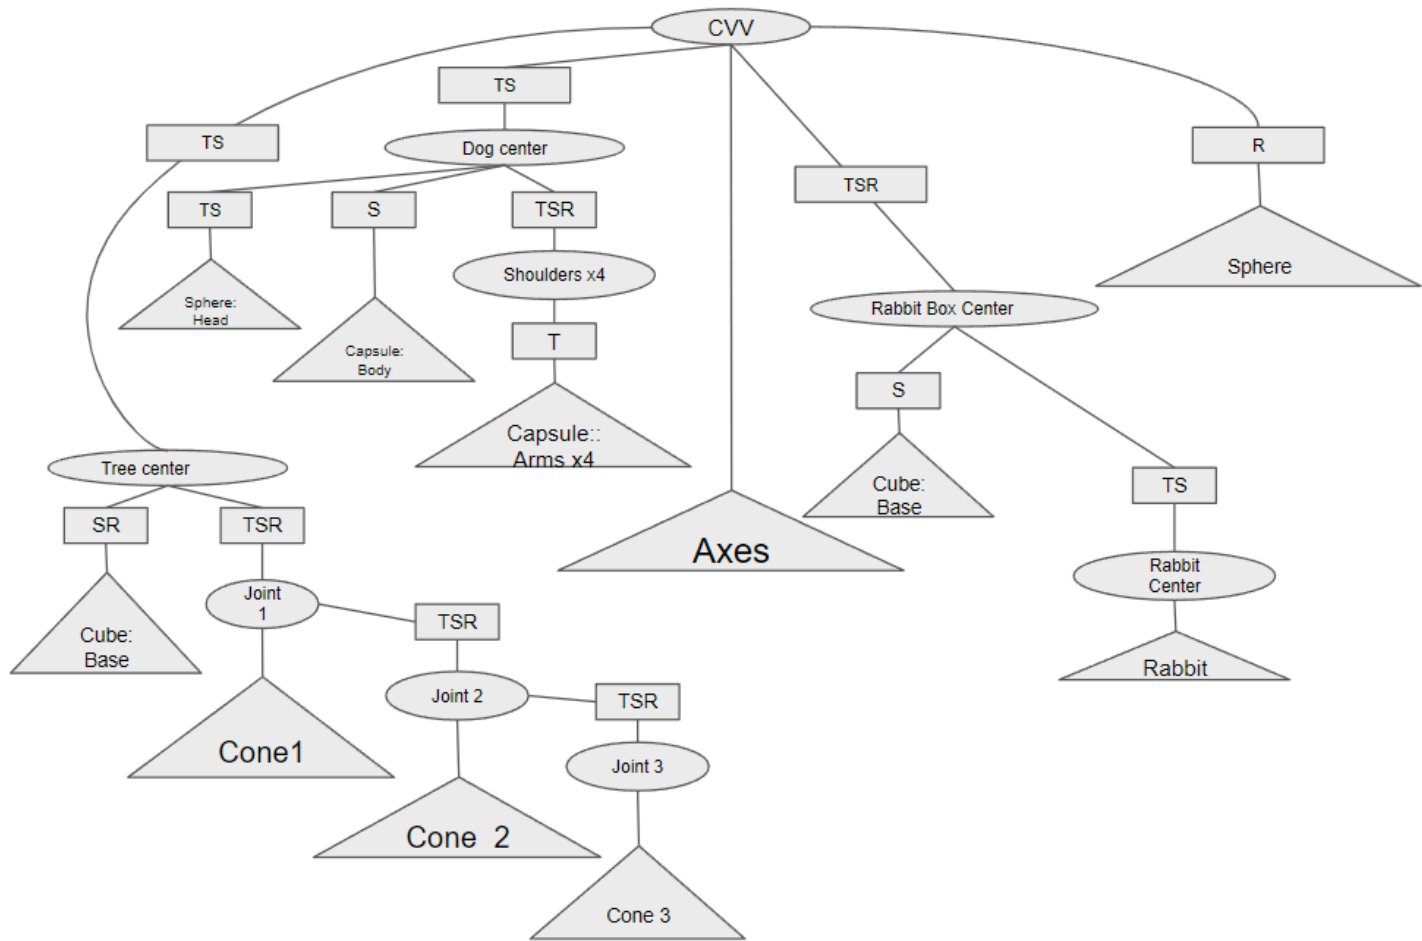 CVV
TS
TS
R
Dog center
TSR
TS
S
TSR
Sphere
Shoulders x4
Sphere:
Head
Rabbit Box Center
T
Capsule:
Body
S
Capsule::
Arms x4
Tree center
Cube:
Base
TS
SR
TSR
Axes
Rabbit
Center
Joint
1
TSR
Cube:
Base
Rabbit
Joint 2
TSR
Cone1
Joint 3
Cone  2
Cone 3